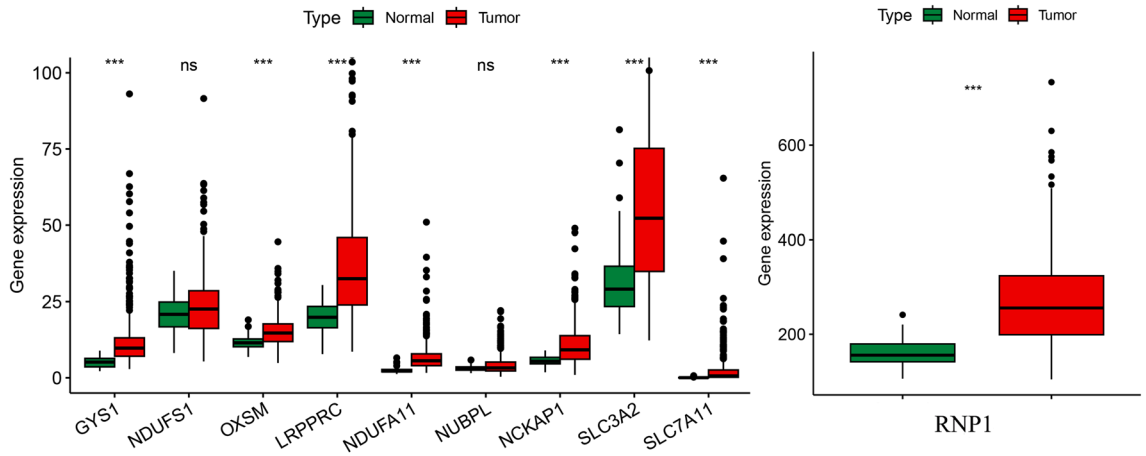 Type Normal Tumor
*** ns *** *** *** ns *** *** ***
Gene expression
100
75
50
25
0
GYS1 NDUFS1 OXSM LRPPRC NDUFA11 NUBPL NCKAP1 SLC3A2 SLC7A11
Type Normal Tumor
***
Gene expression
600
400
200
RNP1